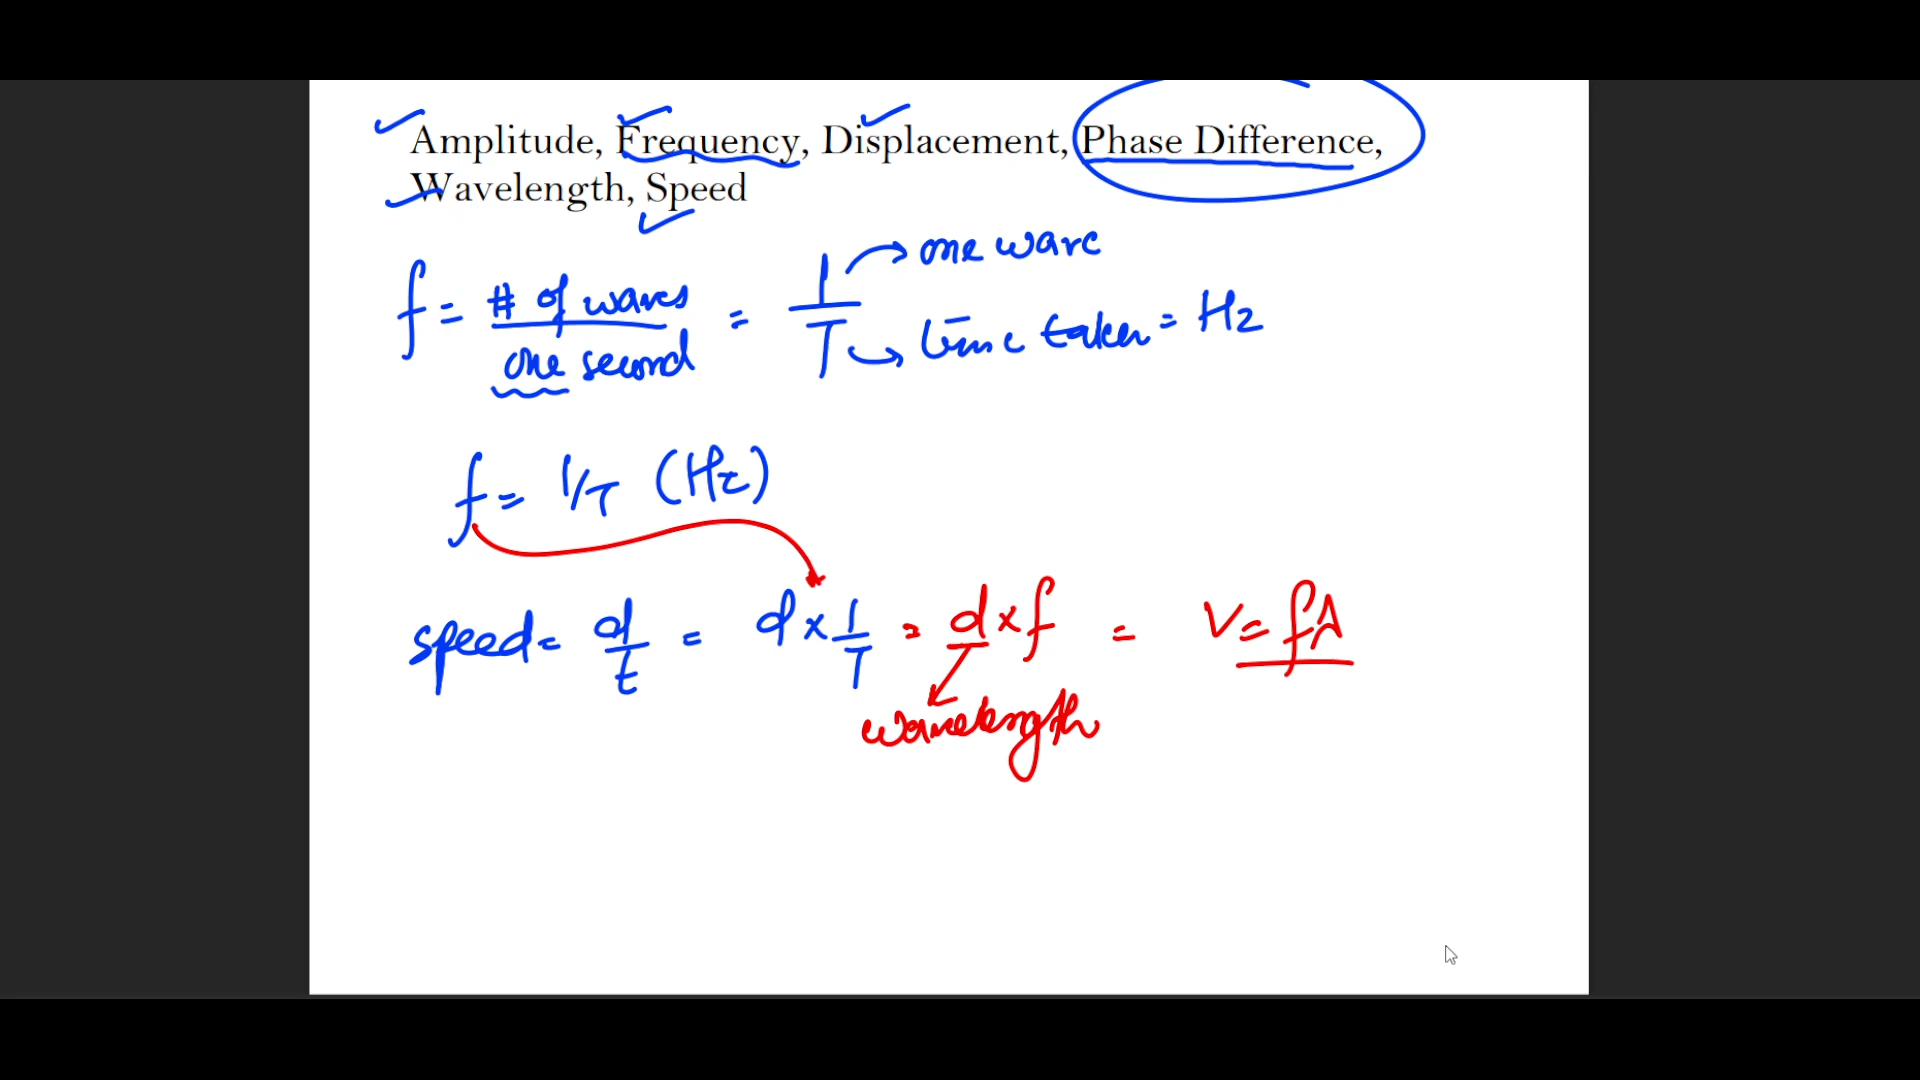 Amplitude, Frequency, Displacement, Phase Difference,
Wavelength, Speed
f = # of waves / one second = 1/T → one wave → time taken = Hz
f = 1/T (Hz)
speed = d/t = d × 1/T = d × f = V = fλ
wavelength